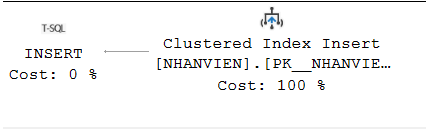 T-SQL
INSERT
Cost: 0 %
Clustered Index Insert
[NHANVIEN].[PK__NHANVIE…
Cost: 100 %